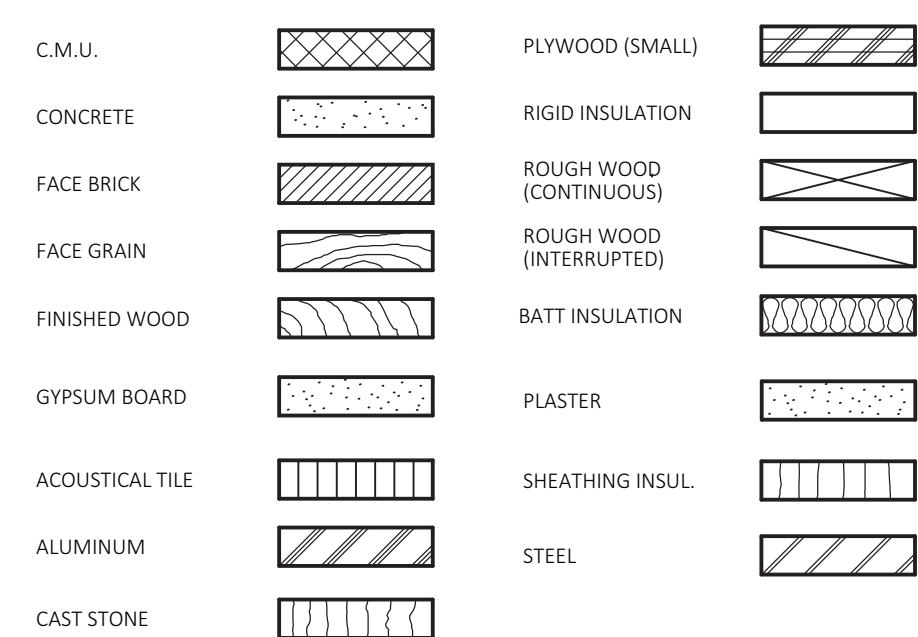 C.M.U.
CONCRETE
FACE BRICK
FACE GRAIN
FINISHED WOOD
GYPSUM BOARD
ACOUSTICAL TILE
ALUMINUM
CAST STONE
PLYWOOD (SMALL)
RIGID INSULATION
ROUGH WOOD
(CONTINUOUS)
ROUGH WOOD
(INTERRUPTED)
BATT INSULATION
PLASTER
SHEATHING INSUL.
STEEL